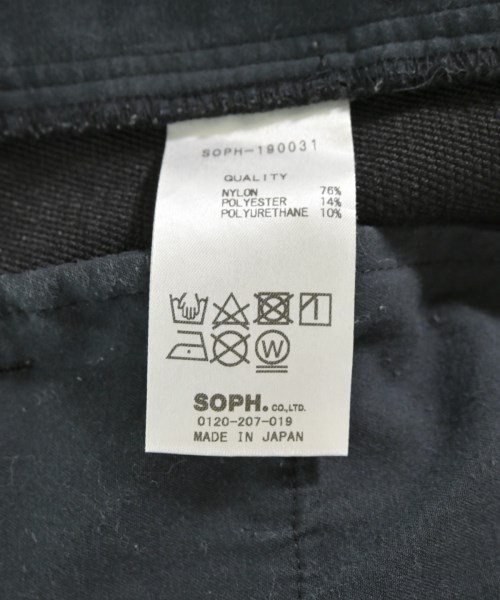 SOPH-190031
QUALITY
NYLON 76%
POLYESTER 14%
POLYURETHANE 10%
W
SOPH. CO.,LTD.
0120-207-019
MADE IN JAPAN